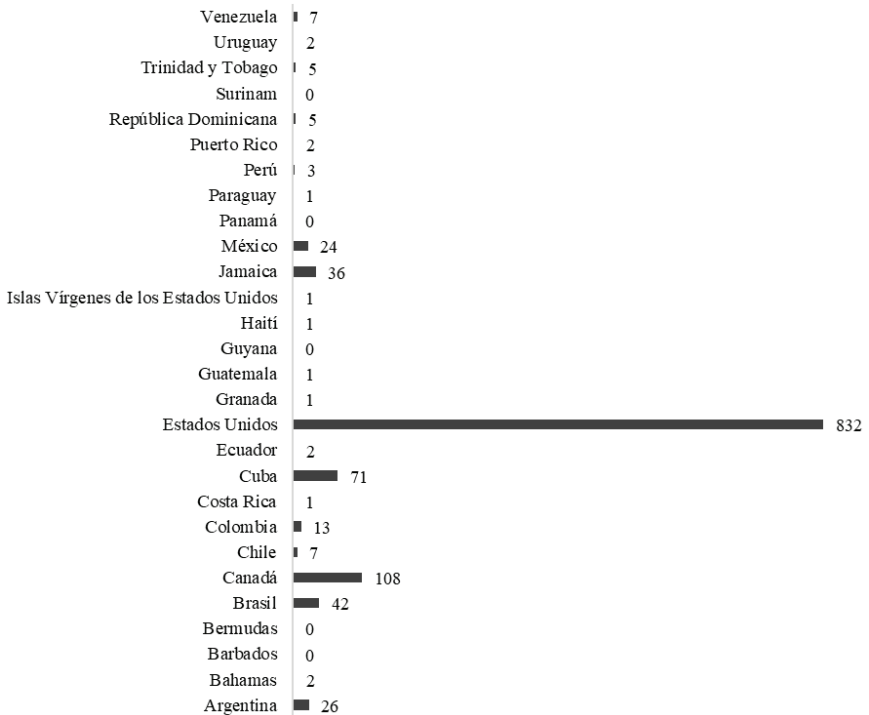 Venezuela 7
Uruguay 2
Trinidad y Tobago 5
Surinam 0
República Dominicana 5
Puerto Rico 2
Perú 3
Paraguay 1
Panamá 0
México 24
Jamaica 36
Islas Vírgenes de los Estados Unidos 1
Haití 1
Guyana 0
Guatemala 1
Granada 1
Estados Unidos 832
Ecuador 2
Cuba 71
Costa Rica 1
Colombia 13
Chile 7
Canadá 108
Brasil 42
Bermudas 0
Barbados 0
Bahamas 2
Argentina 26